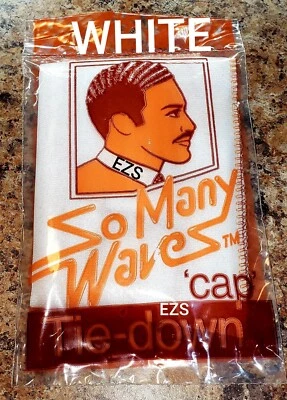 WHITE
EZS
So Many
Waves™
'cap'
EZS
Tie-down